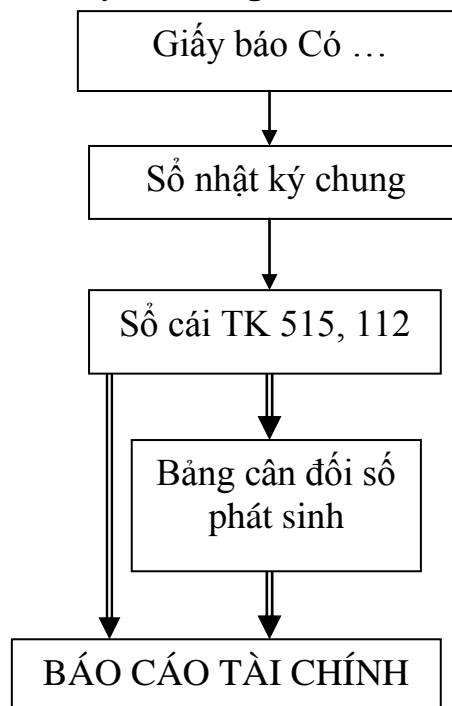 Giấy báo Có …
Sổ nhật ký chung
Sổ cái TK 515, 112
Bảng cân đối số
phát sinh
BÁO CÁO TÀI CHÍNH